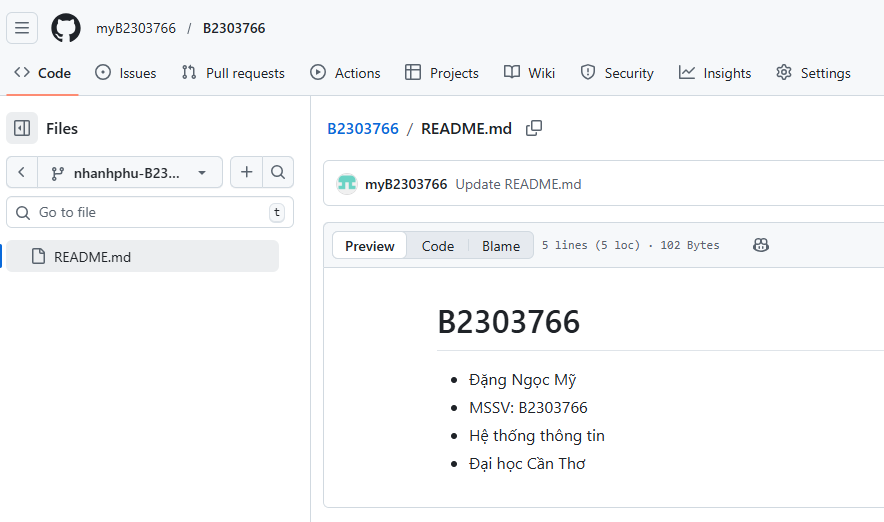 myB2303766 / B2303766
Code Issues Pull requests Actions Projects Wiki Security Insights Settings
Files
nhanhphu-B23...
Go to file t
README.md
B2303766 / README.md
myB2303766 Update README.md
Preview Code Blame 5 lines (5 loc) · 102 Bytes
B2303766
• Đặng Ngọc Mỹ
• MSSV: B2303766
• Hệ thống thông tin
• Đại học Cần Thơ